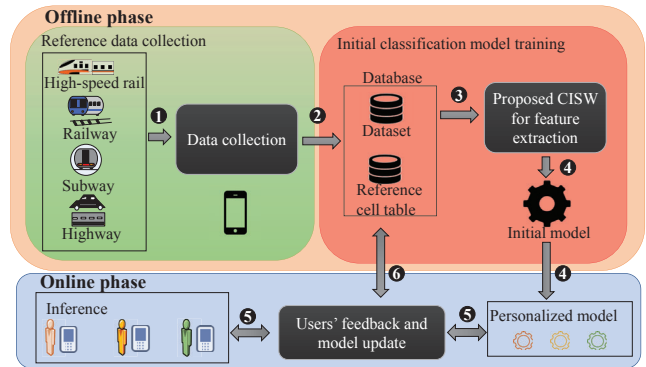 Offline phase
Reference data collection
High-speed rail
Railway
Subway
Highway
1
Data collection
2
Initial classification model training
Database
Dataset
Reference
cell table
3
Proposed CISW
for feature
extraction
4
Initial model
6
4
Online phase
Inference
5
Users' feedback and
model update
5
Personalized model